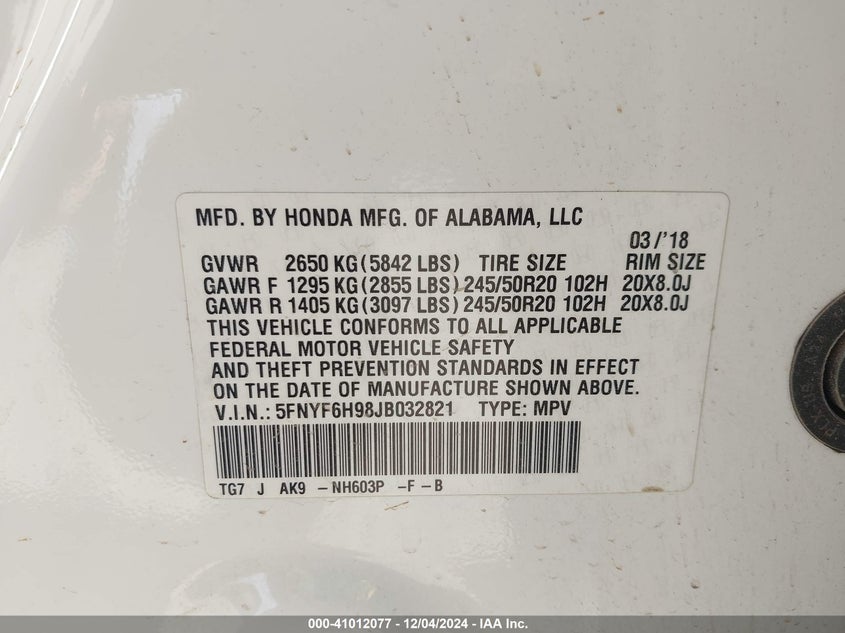 MFD. BY HONDA MFG. OF ALABAMA, LLC
03/'18
GVWR 2650 KG (5842 LBS) TIRE SIZE RIM SIZE
GAWR F 1295 KG (2855 LBS) 245/50R20 102H 20X8.0J
GAWR R 1405 KG (3097 LBS) 245/50R20 102H 20X8.0J
THIS VEHICLE CONFORMS TO ALL APPLICABLE
FEDERAL MOTOR VEHICLE SAFETY
AND THEFT PREVENTION STANDARDS IN EFFECT
ON THE DATE OF MANUFACTURE SHOWN ABOVE.
V.I.N.: 5FNYF6H98JB032821 TYPE: MPV
TG7 J AK9 -NH603P -F-B
000-41012077 - 12/04/2024 - IAA Inc.